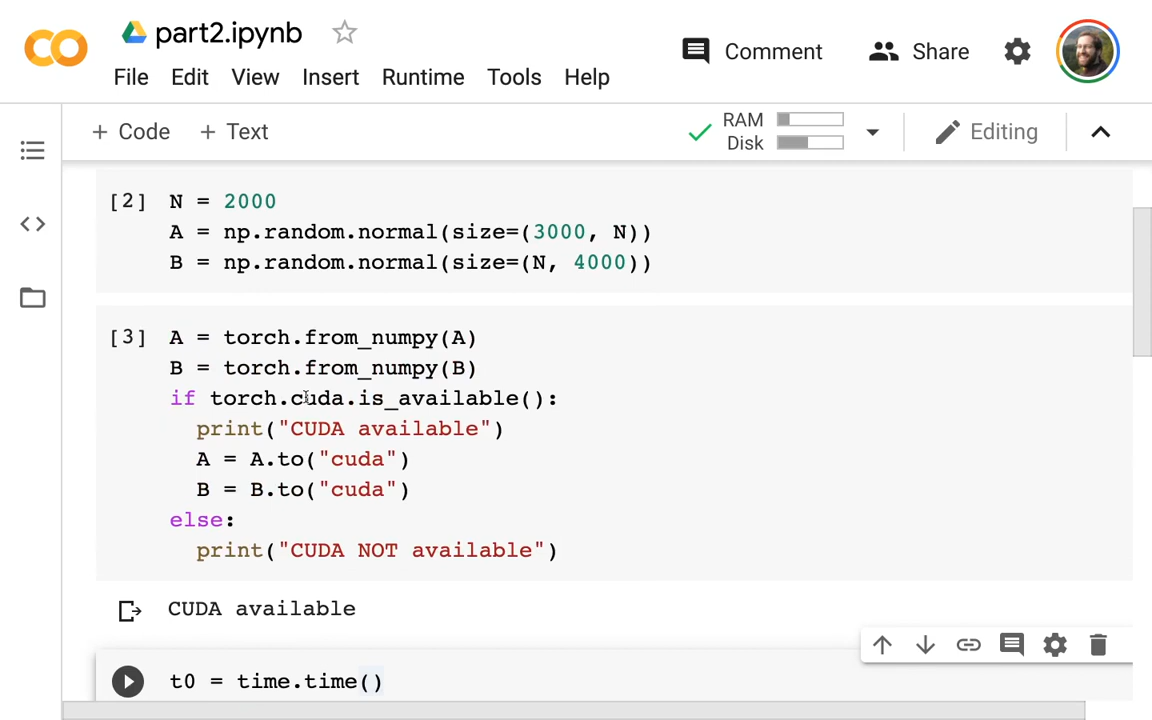 part2.ipynb
Comment
Share
File Edit View Insert Runtime Tools Help
+ Code + Text
RAM
Disk
Editing
[2] N = 2000
A = np.random.normal(size=(3000, N))
B = np.random.normal(size=(N, 4000))
[3] A = torch.from_numpy(A)
B = torch.from_numpy(B)
if torch.cuda.is_available():
print("CUDA available")
A = A.to("cuda")
B = B.to("cuda")
else:
print("CUDA NOT available")
CUDA available
t0 = time.time()